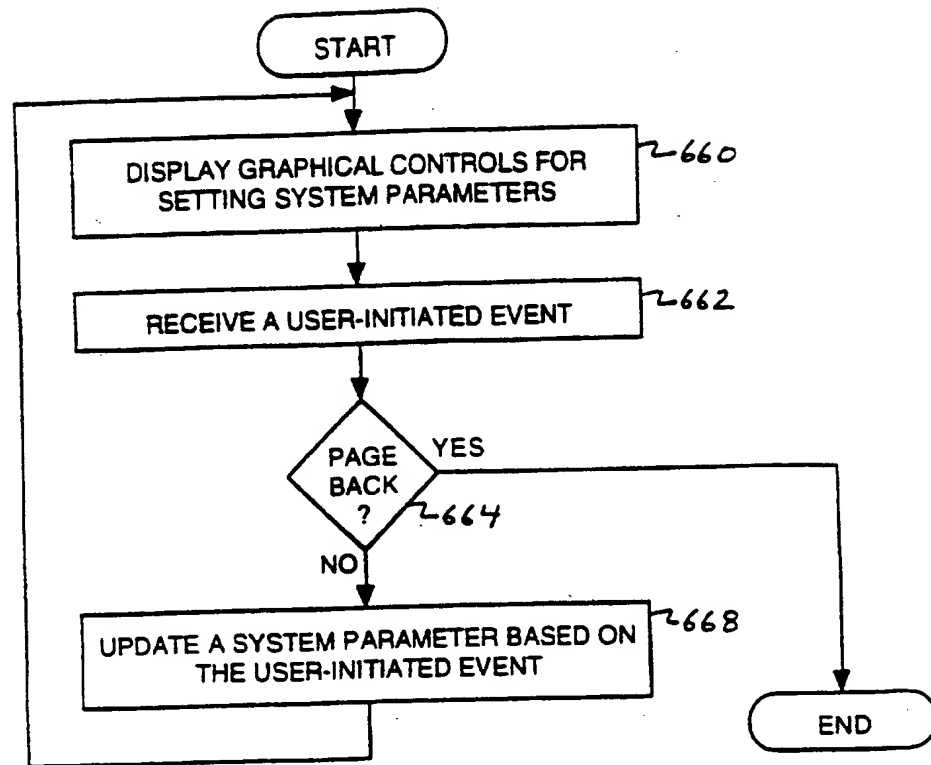 START
DISPLAY GRAPHICAL CONTROLS FOR
SETTING SYSTEM PARAMETERS
660
RECEIVE A USER-INITIATED EVENT
662
PAGE
BACK
?
YES
664
NO
UPDATE A SYSTEM PARAMETER BASED ON
THE USER-INITIATED EVENT
668
END